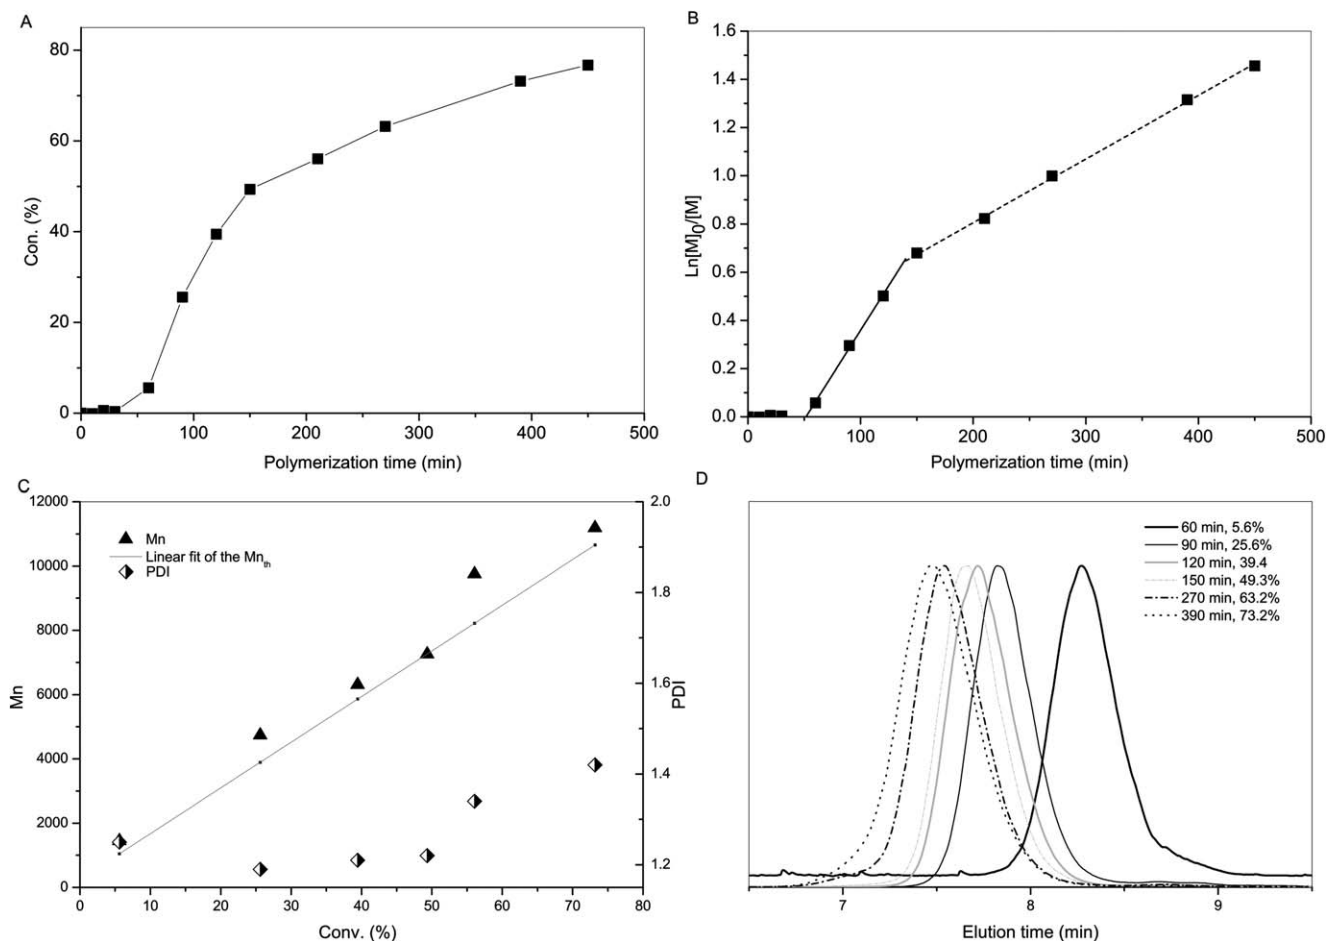 A
80
60
40
20
0
Con. (%)
0 100 200 300 400 500
Polymerization time (min)
B
1.6
1.4
1.2
1.0
0.8
0.6
0.4
0.2
0.0
Ln[M]0/[M]
0 100 200 300 400 500
Polymerization time (min)
C
12000
10000
8000
6000
4000
2000
0
Mn
Mn
Linear fit of the Mn_th
PDI
2.0
1.8
1.6
1.4
1.2
PDI
0 10 20 30 40 50 60 70 80
Conv. (%)
D
60 min, 5.6%
90 min, 25.6%
120 min, 39.4
150 min, 49.3%
270 min, 63.2%
390 min, 73.2%
7 8 9
Elution time (min)